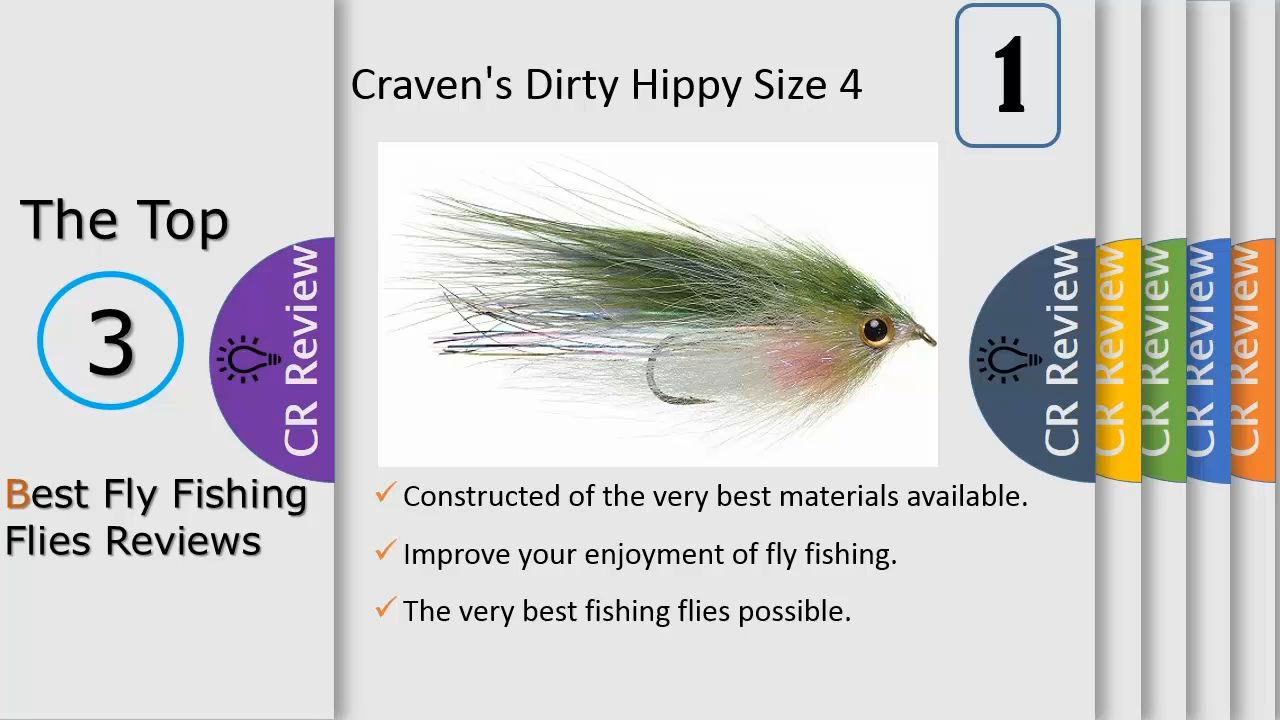 The Top
3
Best Fly Fishing
Flies Reviews
CR Review
Craven's Dirty Hippy Size 4
1
Constructed of the very best materials available.
Improve your enjoyment of fly fishing.
The very best fishing flies possible.
CR Review
CR Review
CR Review
CR Review
CR Review